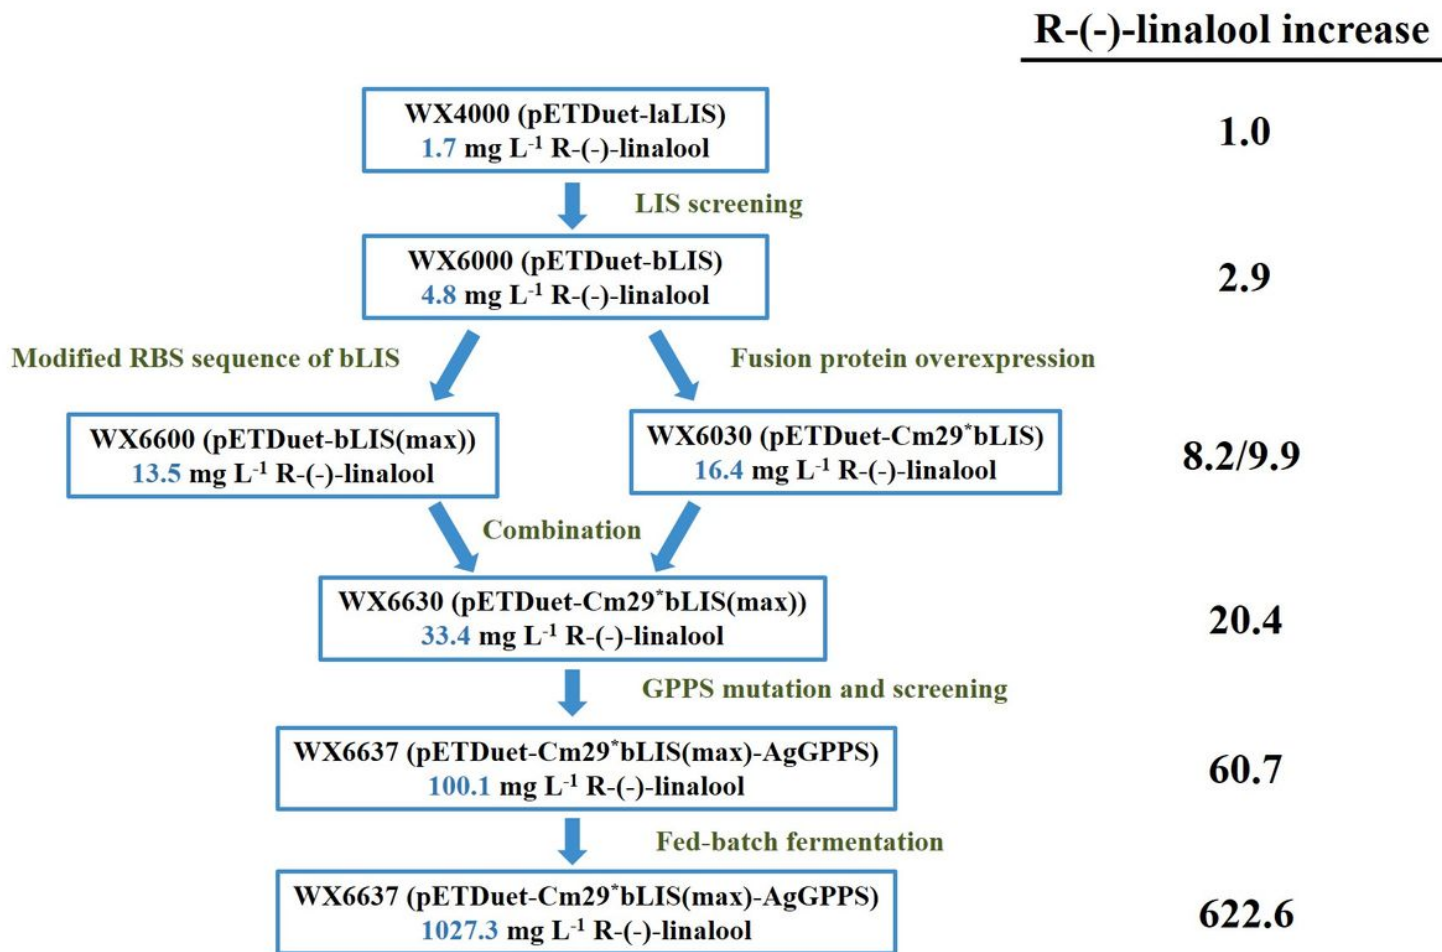 R-(-)-linalool increase
WX4000 (pETDuet-laLIS)
1.7 mg L⁻¹ R-(-)-linalool
1.0
LIS screening
WX6000 (pETDuet-bLIS)
4.8 mg L⁻¹ R-(-)-linalool
2.9
Modified RBS sequence of bLIS
Fusion protein overexpression
WX6600 (pETDuet-bLIS(max))
13.5 mg L⁻¹ R-(-)-linalool
WX6030 (pETDuet-Cm29*bLIS)
16.4 mg L⁻¹ R-(-)-linalool
8.2/9.9
Combination
WX6630 (pETDuet-Cm29*bLIS(max))
33.4 mg L⁻¹ R-(-)-linalool
20.4
GPPS mutation and screening
WX6637 (pETDuet-Cm29*bLIS(max)-AgGPPS)
100.1 mg L⁻¹ R-(-)-linalool
60.7
Fed-batch fermentation
WX6637 (pETDuet-Cm29*bLIS(max)-AgGPPS)
1027.3 mg L⁻¹ R-(-)-linalool
622.6